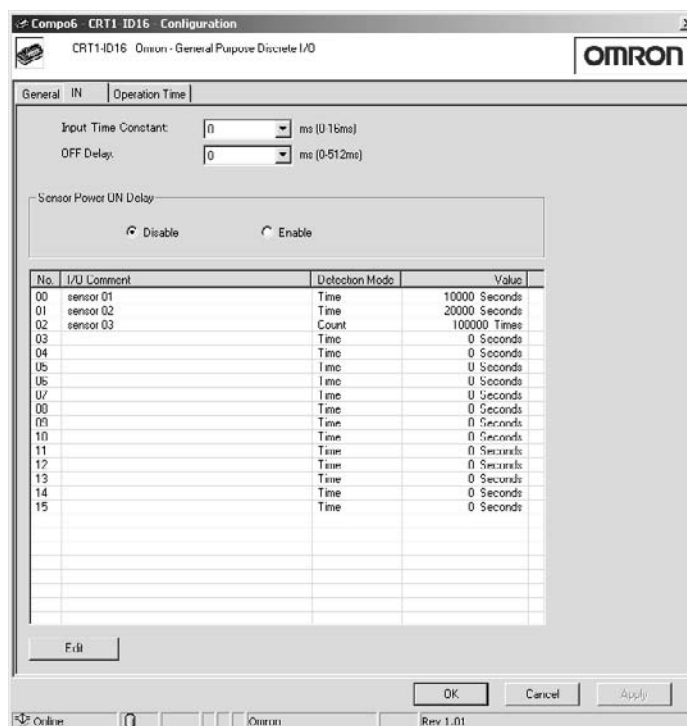 Compo6 - CRT1-ID16 - Configuration
CRT1-ID16 Omron - General Purpose Discrete I/O
OMRON
General IN Operation Time
Input Time Constant: 0 ms (0-16ms)
OFF Delay: 0 ms (0-512ms)
Sensor Power ON Delay
Disable Enable
No. I/O Comment Detection Mode Value
00 sensor 01 Time 10000 Seconds
01 sensor 02 Time 20000 Seconds
02 sensor 03 Count 100000 Times
03 Time 0 Seconds
04 Time 0 Seconds
05 Time 0 Seconds
06 Time 0 Seconds
07 Time 0 Seconds
08 Time 0 Seconds
09 Time 0 Seconds
10 Time 0 Seconds
11 Time 0 Seconds
12 Time 0 Seconds
13 Time 0 Seconds
14 Time 0 Seconds
15 Time 0 Seconds
Edit
OK Cancel Apply
Online 0 Omron Rev 1.01